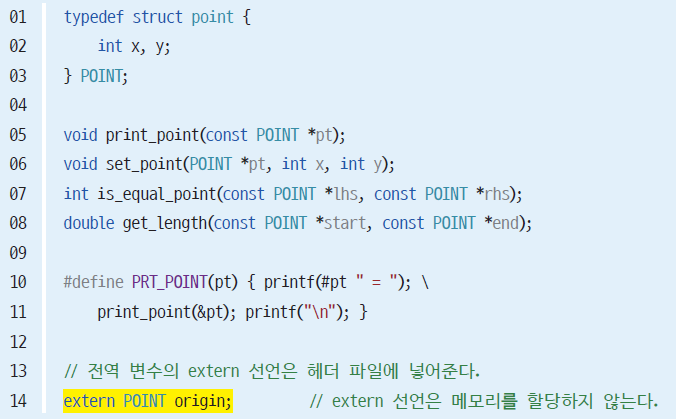 01 typedef struct point {
02     int x, y;
03 } POINT;
04
05 void print_point(const POINT *pt);
06 void set_point(POINT *pt, int x, int y);
07 int is_equal_point(const POINT *lhs, const POINT *rhs);
08 double get_length(const POINT *start, const POINT *end);
09
10 #define PRT_POINT(pt) { printf(#pt " = "); \
11     print_point(&pt); printf("\n"); }
12
13 // 전역 변수의 extern 선언은 헤더 파일에 넣어준다.
14 extern POINT origin;        // extern 선언은 메모리를 할당하지 않는다.